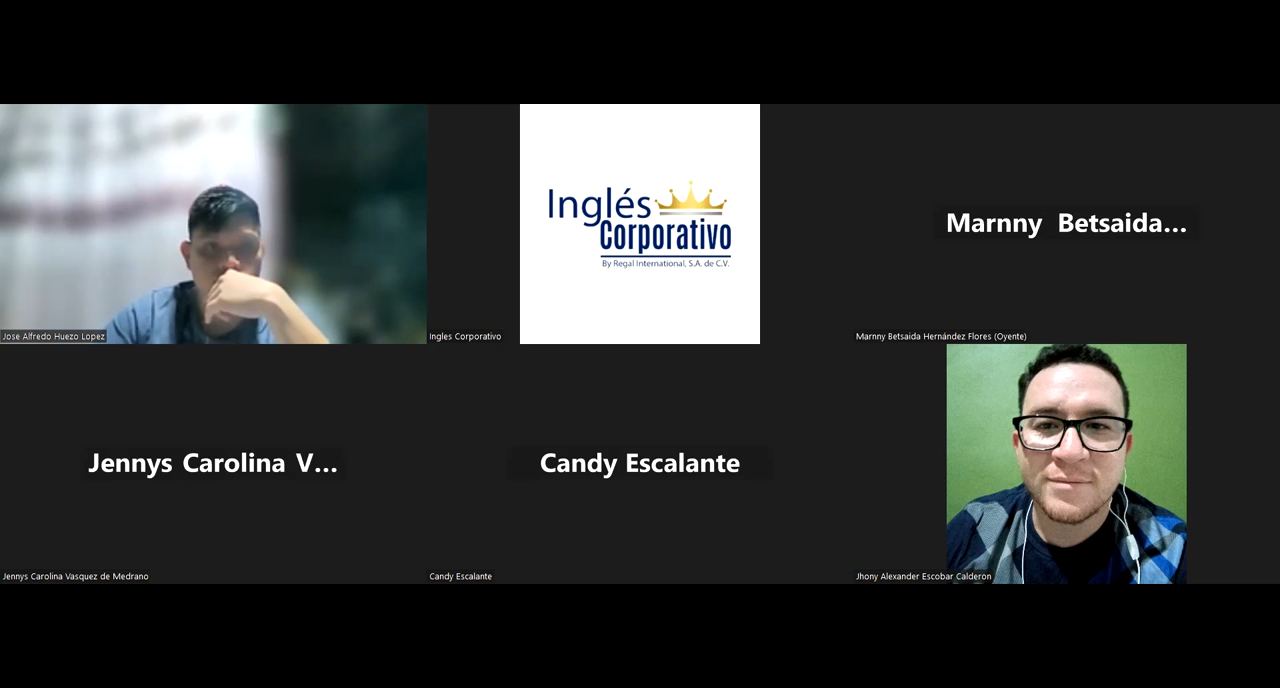 Jose Alfredo Huezo Lopez
Inglés
Corporativo
By Regal International, S.A. de C.V.
Ingles Corporativo
Marnny Betsaida...
Marnny Betsaida Hernández Flores (Oyente)
Jennys Carolina V...
Jennys Carolina Vasquez de Medrano
Candy Escalante
Candy Escalante
Jhony Alexander Escobar Calderon